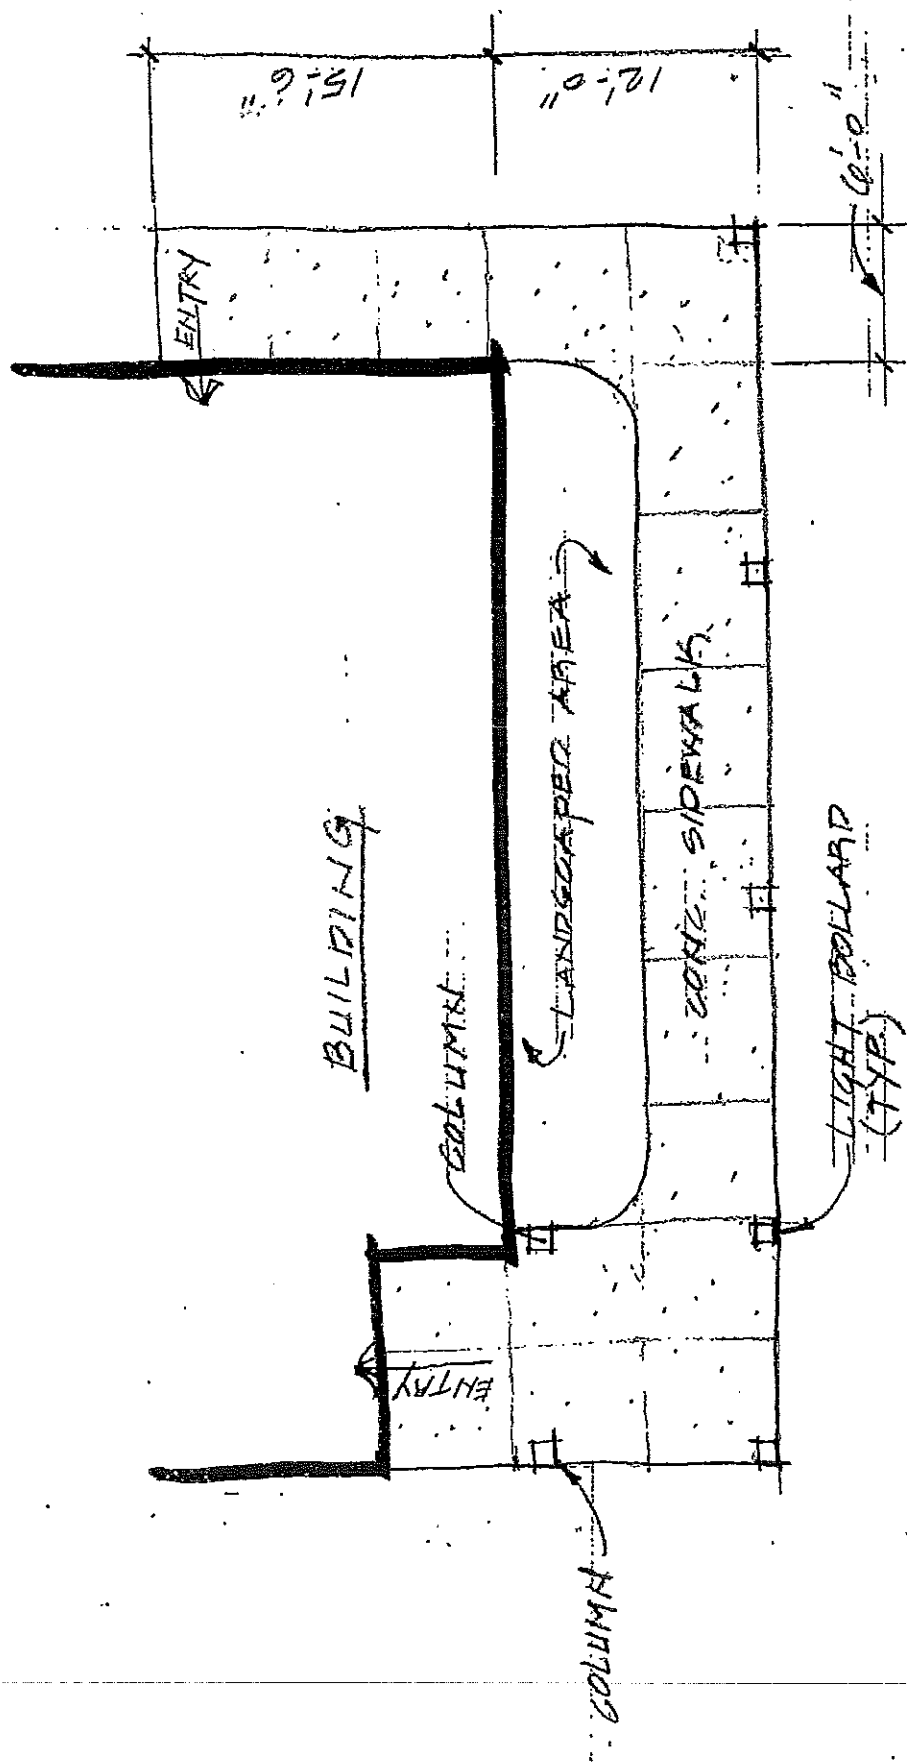 15'-6"
12'-0"
6'-0"
ENTRY
BUILDING
COLUMN
LANDSCAPED AREA
CONC. SIDEWALK
LIGHT BOLLARD
(TYP.)
ENTRY
COLUMN